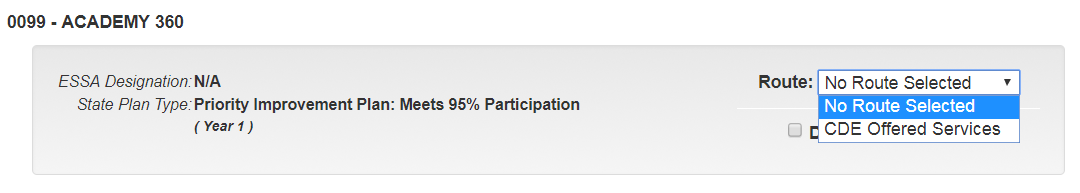 0099 - ACADEMY 360
ESSA Designation: N/A
Route: No Route Selected
State Plan Type: Priority Improvement Plan: Meets 95% Participation
No Route Selected
( Year 1 )
CDE Offered Services